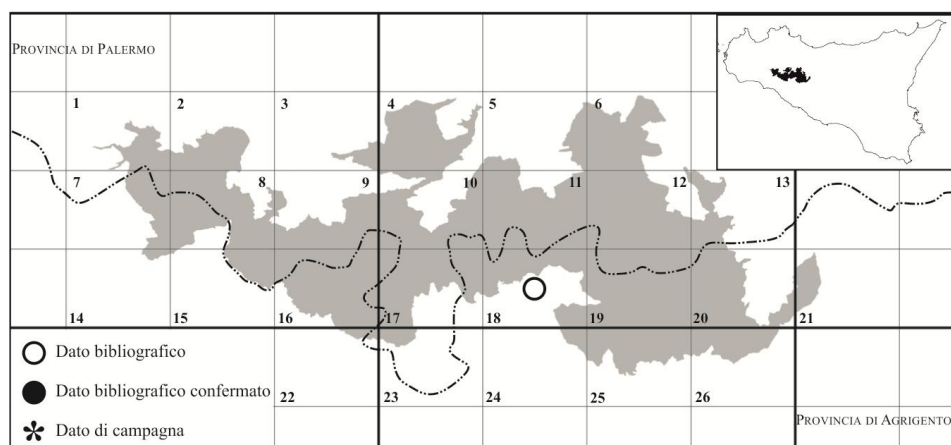 PROVINCIA DI PALERMO
1 2 3 4 5 6
7 8 9 10 11 12 13
14 15 16 17 18 19 20 21
Dato bibliografico
Dato bibliografico confermato
22 23 24 25 26
PROVINCIA DI AGRIGENTO
Dato di campagna